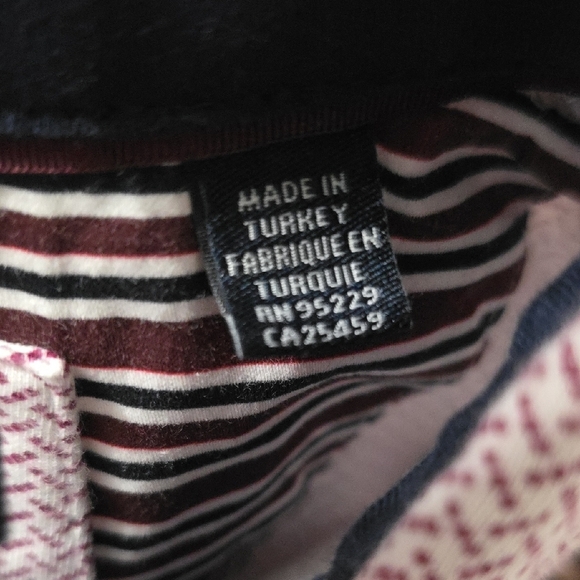 MADE IN
TURKEY
FABRIQUE EN
TURQUIE
RN 95229
CA25459